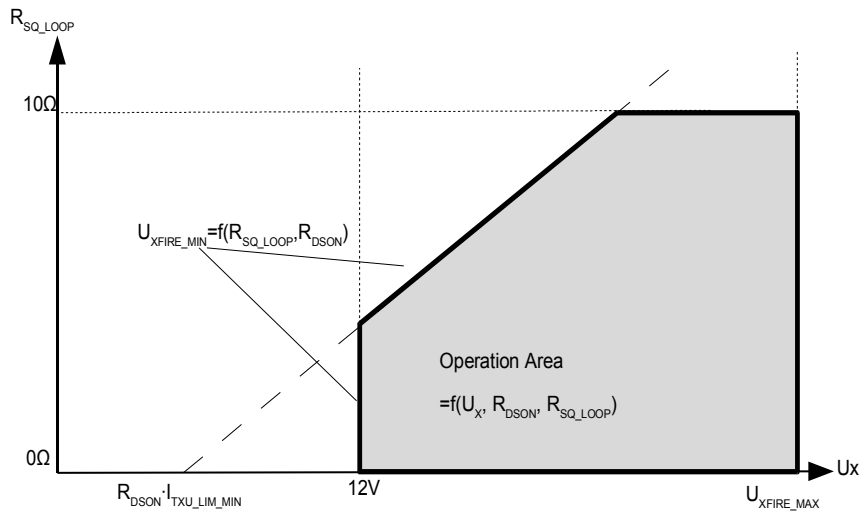 R_SQ_LOOP
10Ω
U_XFIRE_MIN=f(R_SQ_LOOP,R_DSON)
Operation Area
=f(U_X, R_DSON, R_SQ_LOOP)
0Ω
Ux
R_DSON·I_TXU_LIM_MIN
12V
U_XFIRE_MAX